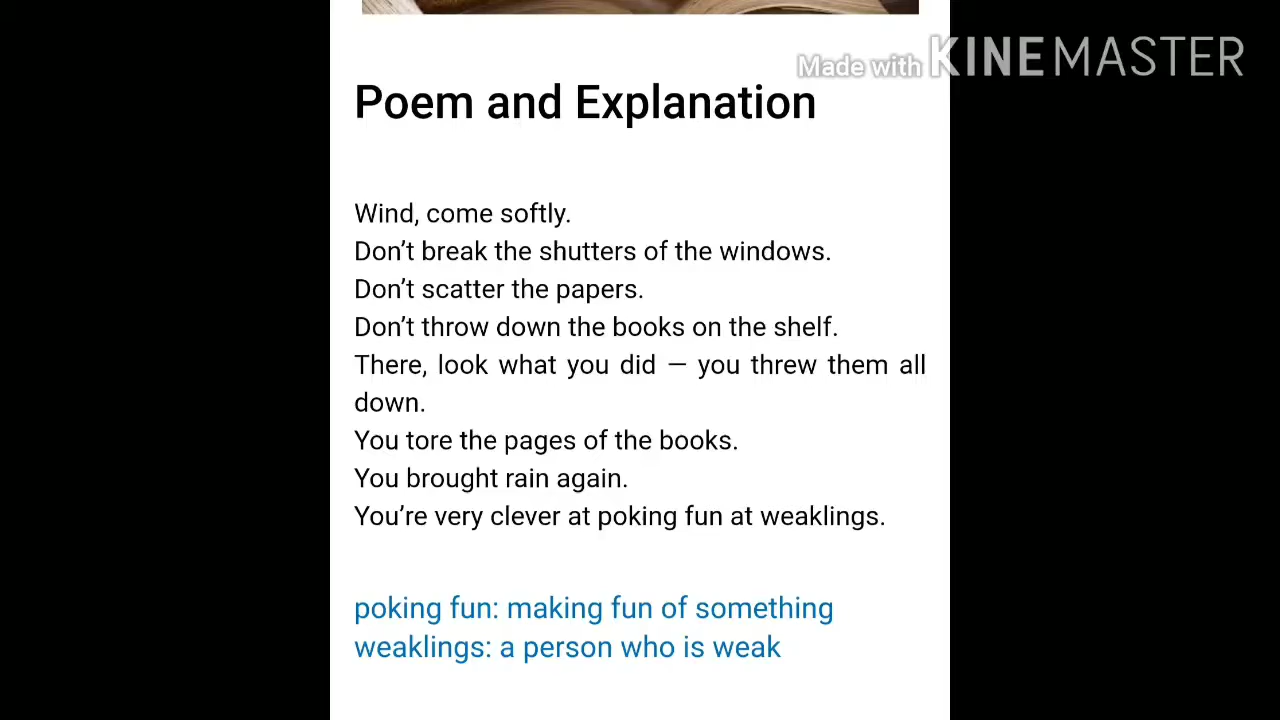 Made with KINEMASTER
Poem and Explanation
Wind, come softly.
Don’t break the shutters of the windows.
Don’t scatter the papers.
Don’t throw down the books on the shelf.
There, look what you did — you threw them all
down.
You tore the pages of the books.
You brought rain again.
You’re very clever at poking fun at weaklings.
poking fun: making fun of something
weaklings: a person who is weak